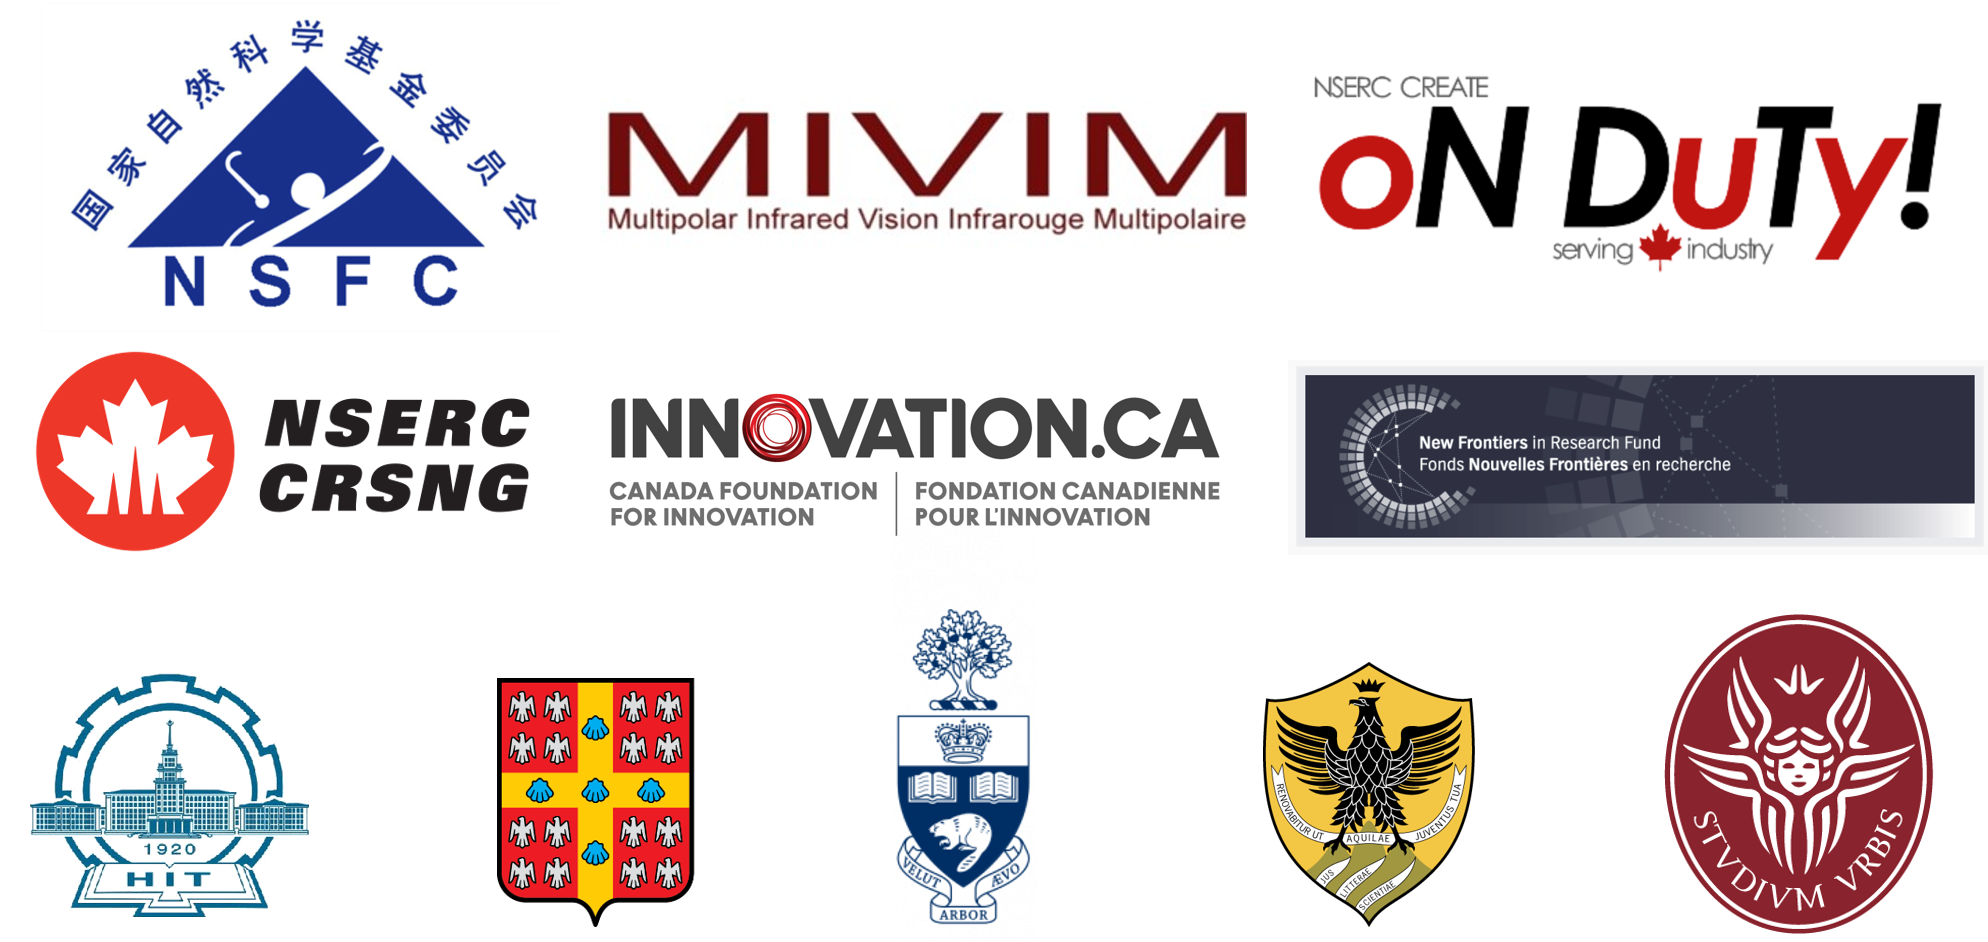 国家自然科学基金委员会
NSFC
MIVIM
Multipolar Infrared Vision Infrarouge Multipolaire
NSERC CREATE
oN DuTy!
serving industry
NSERC
CRSNG
INNOVATION.CA
CANADA FOUNDATION
FOR INNOVATION
FONDATION CANADIENNE
POUR L'INNOVATION
New Frontiers in Research Fund
Fonds Nouvelles Frontières en recherche
1920
HIT
VELUT ARBOR ÆVO
RENOVABITUR UT AQUILAE JUVENTUS TUA
JUS
LITTERAE
SCIENTIAE
STVDIVM VRBIS